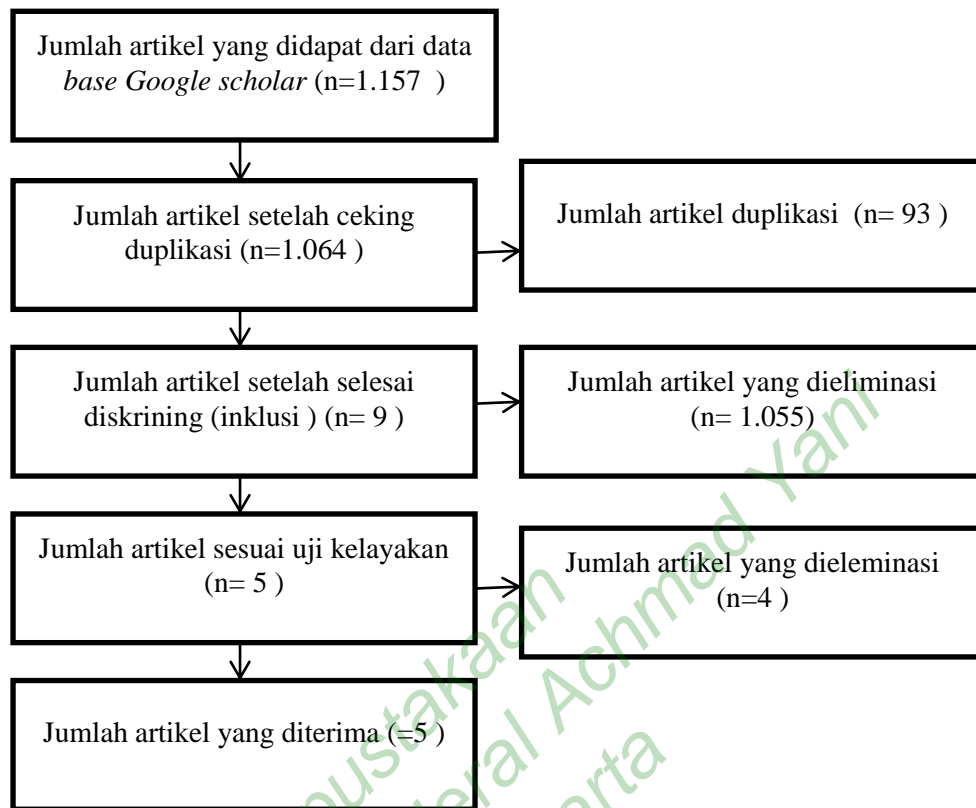 Jumlah artikel yang didapat dari data
base Google scholar (n=1.157 )
Jumlah artikel setelah ceking
duplikasi (n=1.064 )
Jumlah artikel duplikasi (n= 93 )
Jumlah artikel setelah selesai
diskrining (inklusi ) (n= 9 )
Jumlah artikel yang dieliminasi
(n= 1.055)
Jumlah artikel sesuai uji kelayakan
(n= 5 )
Jumlah artikel yang dieleminasi
(n=4 )
Jumlah artikel yang diterima (=5 )
Achmad Yani